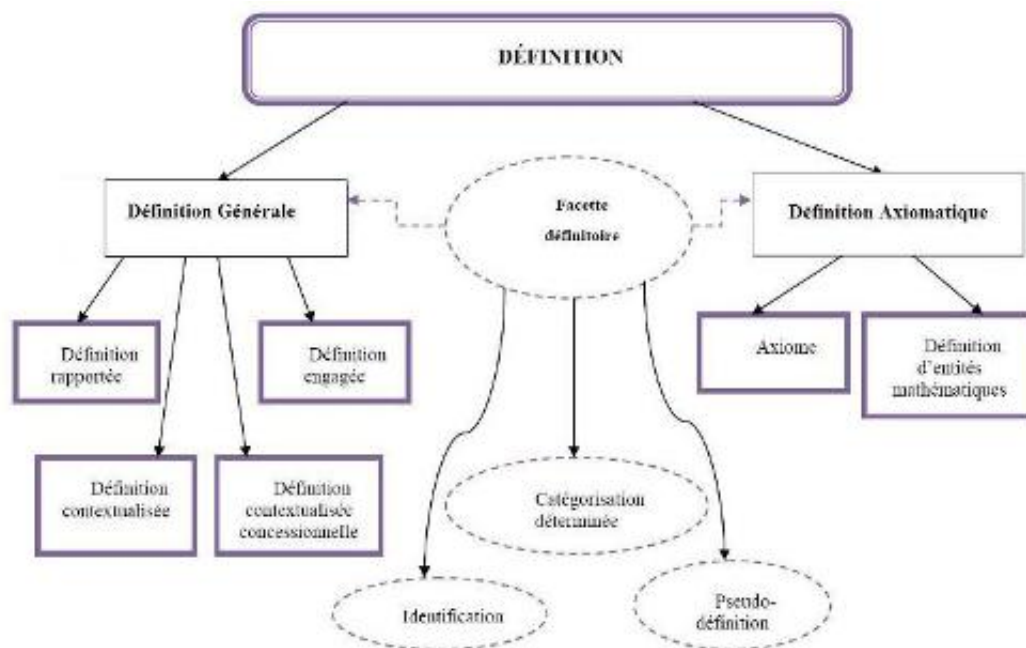 DÉFINITION
Définition Générale
Facette
définitoire
Définition Axiomatique
Définition
rapportée
Définition
engagée
Axiome
Définition
d'entités
mathématiques
Définition
contextualisée
Définition
contextualisée
concessionnelle
Catégorisation
déterminée
Identification
Pseudo-
définition